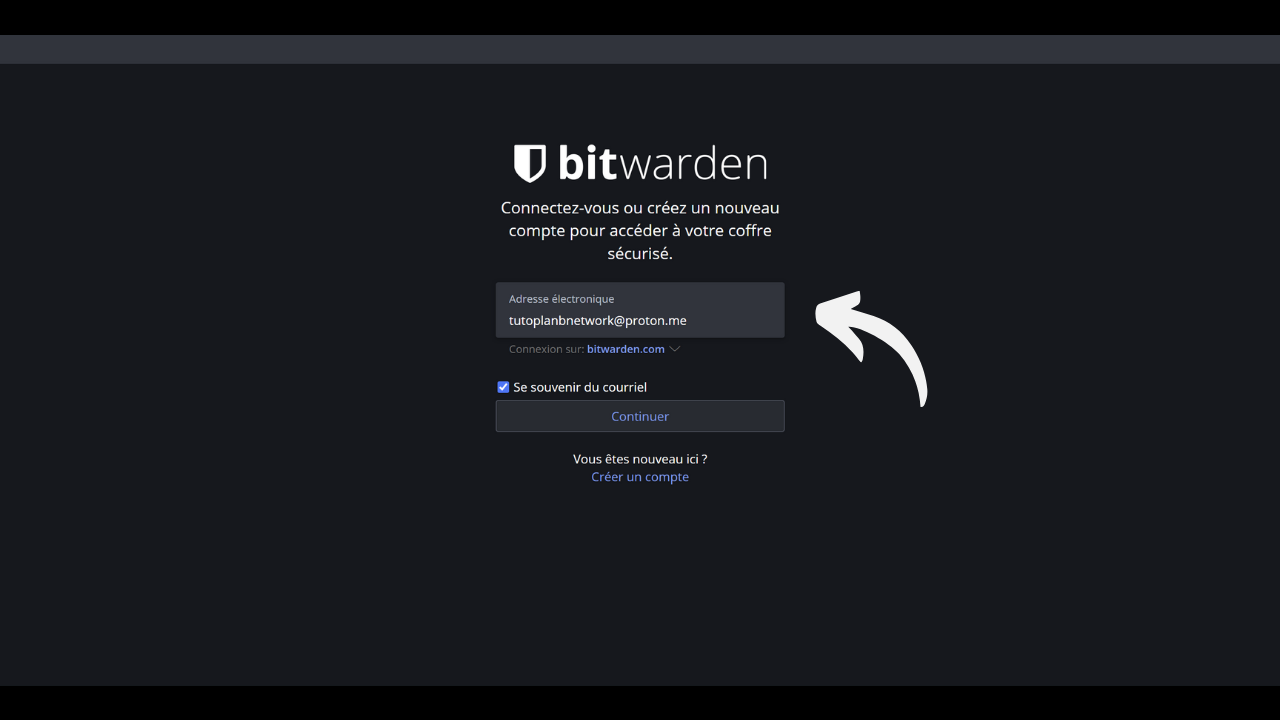 bitwarden
Connectez-vous ou créez un nouveau
compte pour accéder à votre coffre
sécurisé.
Adresse électronique
tutoplanbnetwork@proton.me
Connexion sur: bitwarden.com
Se souvenir du courriel
Continuer
Vous êtes nouveau ici ?
Créer un compte